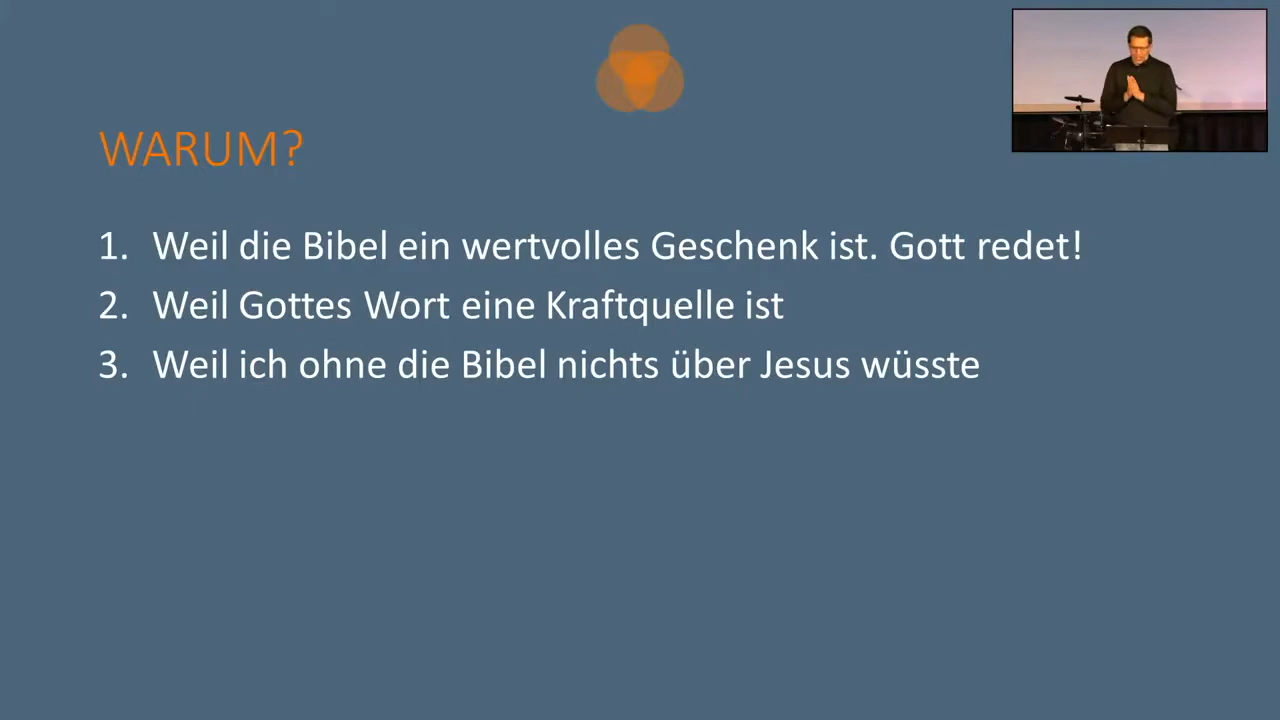 WARUM?
1. Weil die Bibel ein wertvolles Geschenk ist. Gott redet!
2. Weil Gottes Wort eine Kraftquelle ist
3. Weil ich ohne die Bibel nichts über Jesus wüsste